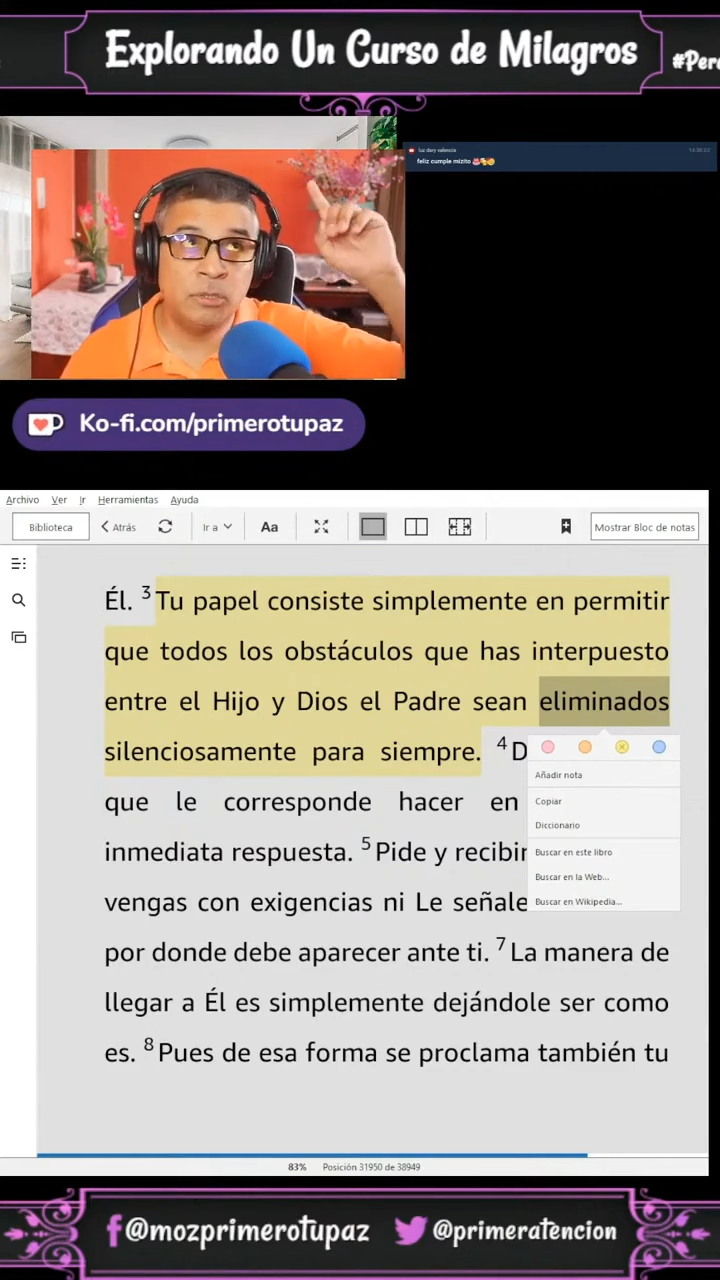 Explorando Un Curso de Milagros
#Per
luz dary valencia
14:36:22
feliz cumple mizito
Ko-fi.com/primerotupaz
Archivo Ver Ir Herramientas Ayuda
Biblioteca Atrás Ir a Aa Mostrar Bloc de notas
Él. 3 Tu papel consiste simplemente en permitir
que todos los obstáculos que has interpuesto
entre el Hijo y Dios el Padre sean eliminados
silenciosamente para siempre. 4 D
que le corresponde hacer en
inmediata respuesta. 5 Pide y recibir
vengas con exigencias ni Le señale
por donde debe aparecer ante ti. 7 La manera de
llegar a Él es simplemente dejándole ser como
es. 8 Pues de esa forma se proclama también tu
Añadir nota
Copiar
Diccionario
Buscar en este libro
Buscar en la Web...
Buscar en Wikipedia...
83% Posición 31950 de 38949
f@mozprimerotupaz @primeratencion